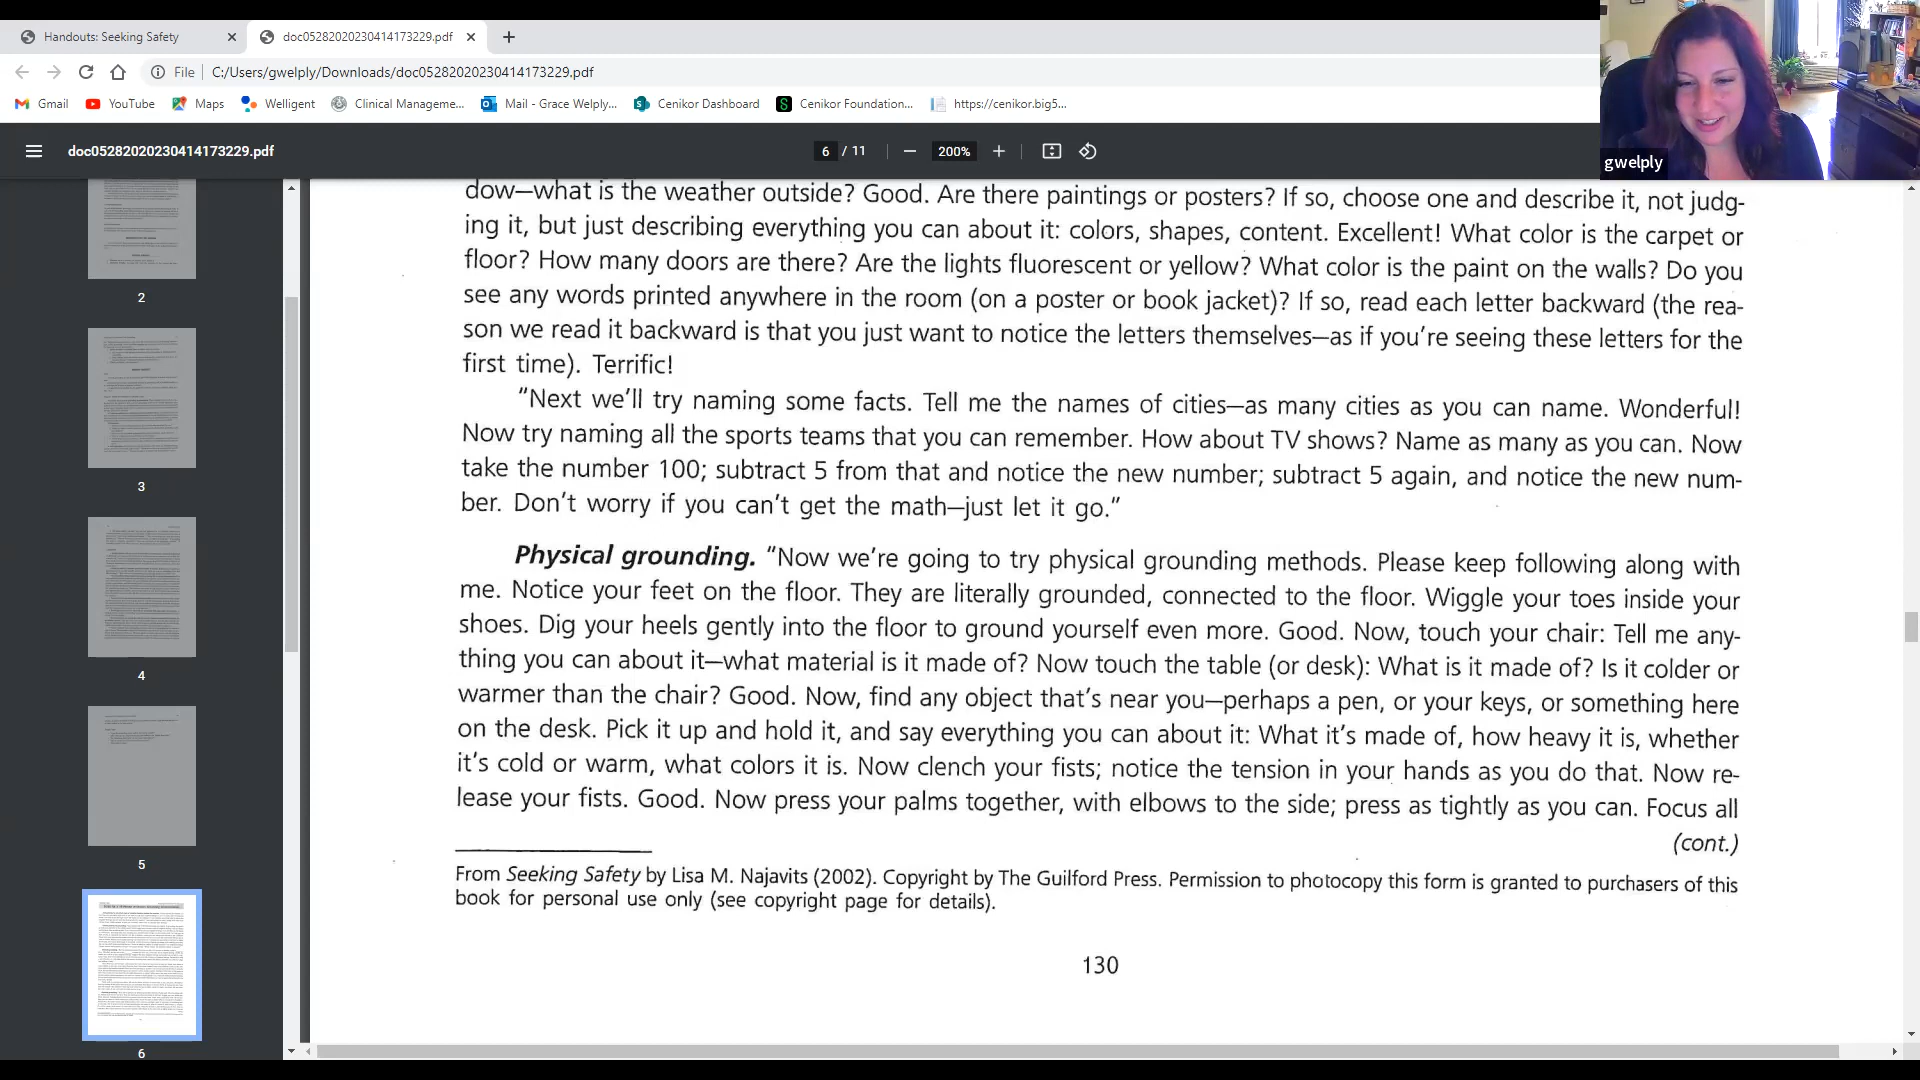 Handouts: Seeking Safety
doc05282020230414173229.pdf
File
C:/Users/gwelply/Downloads/doc05282020230414173229.pdf
Gmail YouTube Maps Welligent Clinical Manageme... Mail - Grace Welply... Cenikor Dashboard Cenikor Foundation... https://cenikor.big5...
gwelply
doc05282020230414173229.pdf
6 / 11
200%
2
3
4
5
6
dow—what is the weather outside? Good. Are there paintings or posters? If so, choose one and describe it, not judg-
ing it, but just describing everything you can about it: colors, shapes, content. Excellent! What color is the carpet or
floor? How many doors are there? Are the lights fluorescent or yellow? What color is the paint on the walls? Do you
see any words printed anywhere in the room (on a poster or book jacket)? If so, read each letter backward (the rea-
son we read it backward is that you just want to notice the letters themselves—as if you're seeing these letters for the
first time). Terrific!
"Next we'll try naming some facts. Tell me the names of cities—as many cities as you can name. Wonderful!
Now try naming all the sports teams that you can remember. How about TV shows? Name as many as you can. Now
take the number 100; subtract 5 from that and notice the new number; subtract 5 again, and notice the new num-
ber. Don't worry if you can't get the math—just let it go."
Physical grounding. "Now we're going to try physical grounding methods. Please keep following along with
me. Notice your feet on the floor. They are literally grounded, connected to the floor. Wiggle your toes inside your
shoes. Dig your heels gently into the floor to ground yourself even more. Good. Now, touch your chair: Tell me any-
thing you can about it—what material is it made of? Now touch the table (or desk): What is it made of? Is it colder or
warmer than the chair? Good. Now, find any object that's near you—perhaps a pen, or your keys, or something here
on the desk. Pick it up and hold it, and say everything you can about it: What it's made of, how heavy it is, whether
it's cold or warm, what colors it is. Now clench your fists; notice the tension in your hands as you do that. Now re-
lease your fists. Good. Now press your palms together, with elbows to the side; press as tightly as you can. Focus all
(cont.)
From Seeking Safety by Lisa M. Najavits (2002). Copyright by The Guilford Press. Permission to photocopy this form is granted to purchasers of this
book for personal use only (see copyright page for details).
130